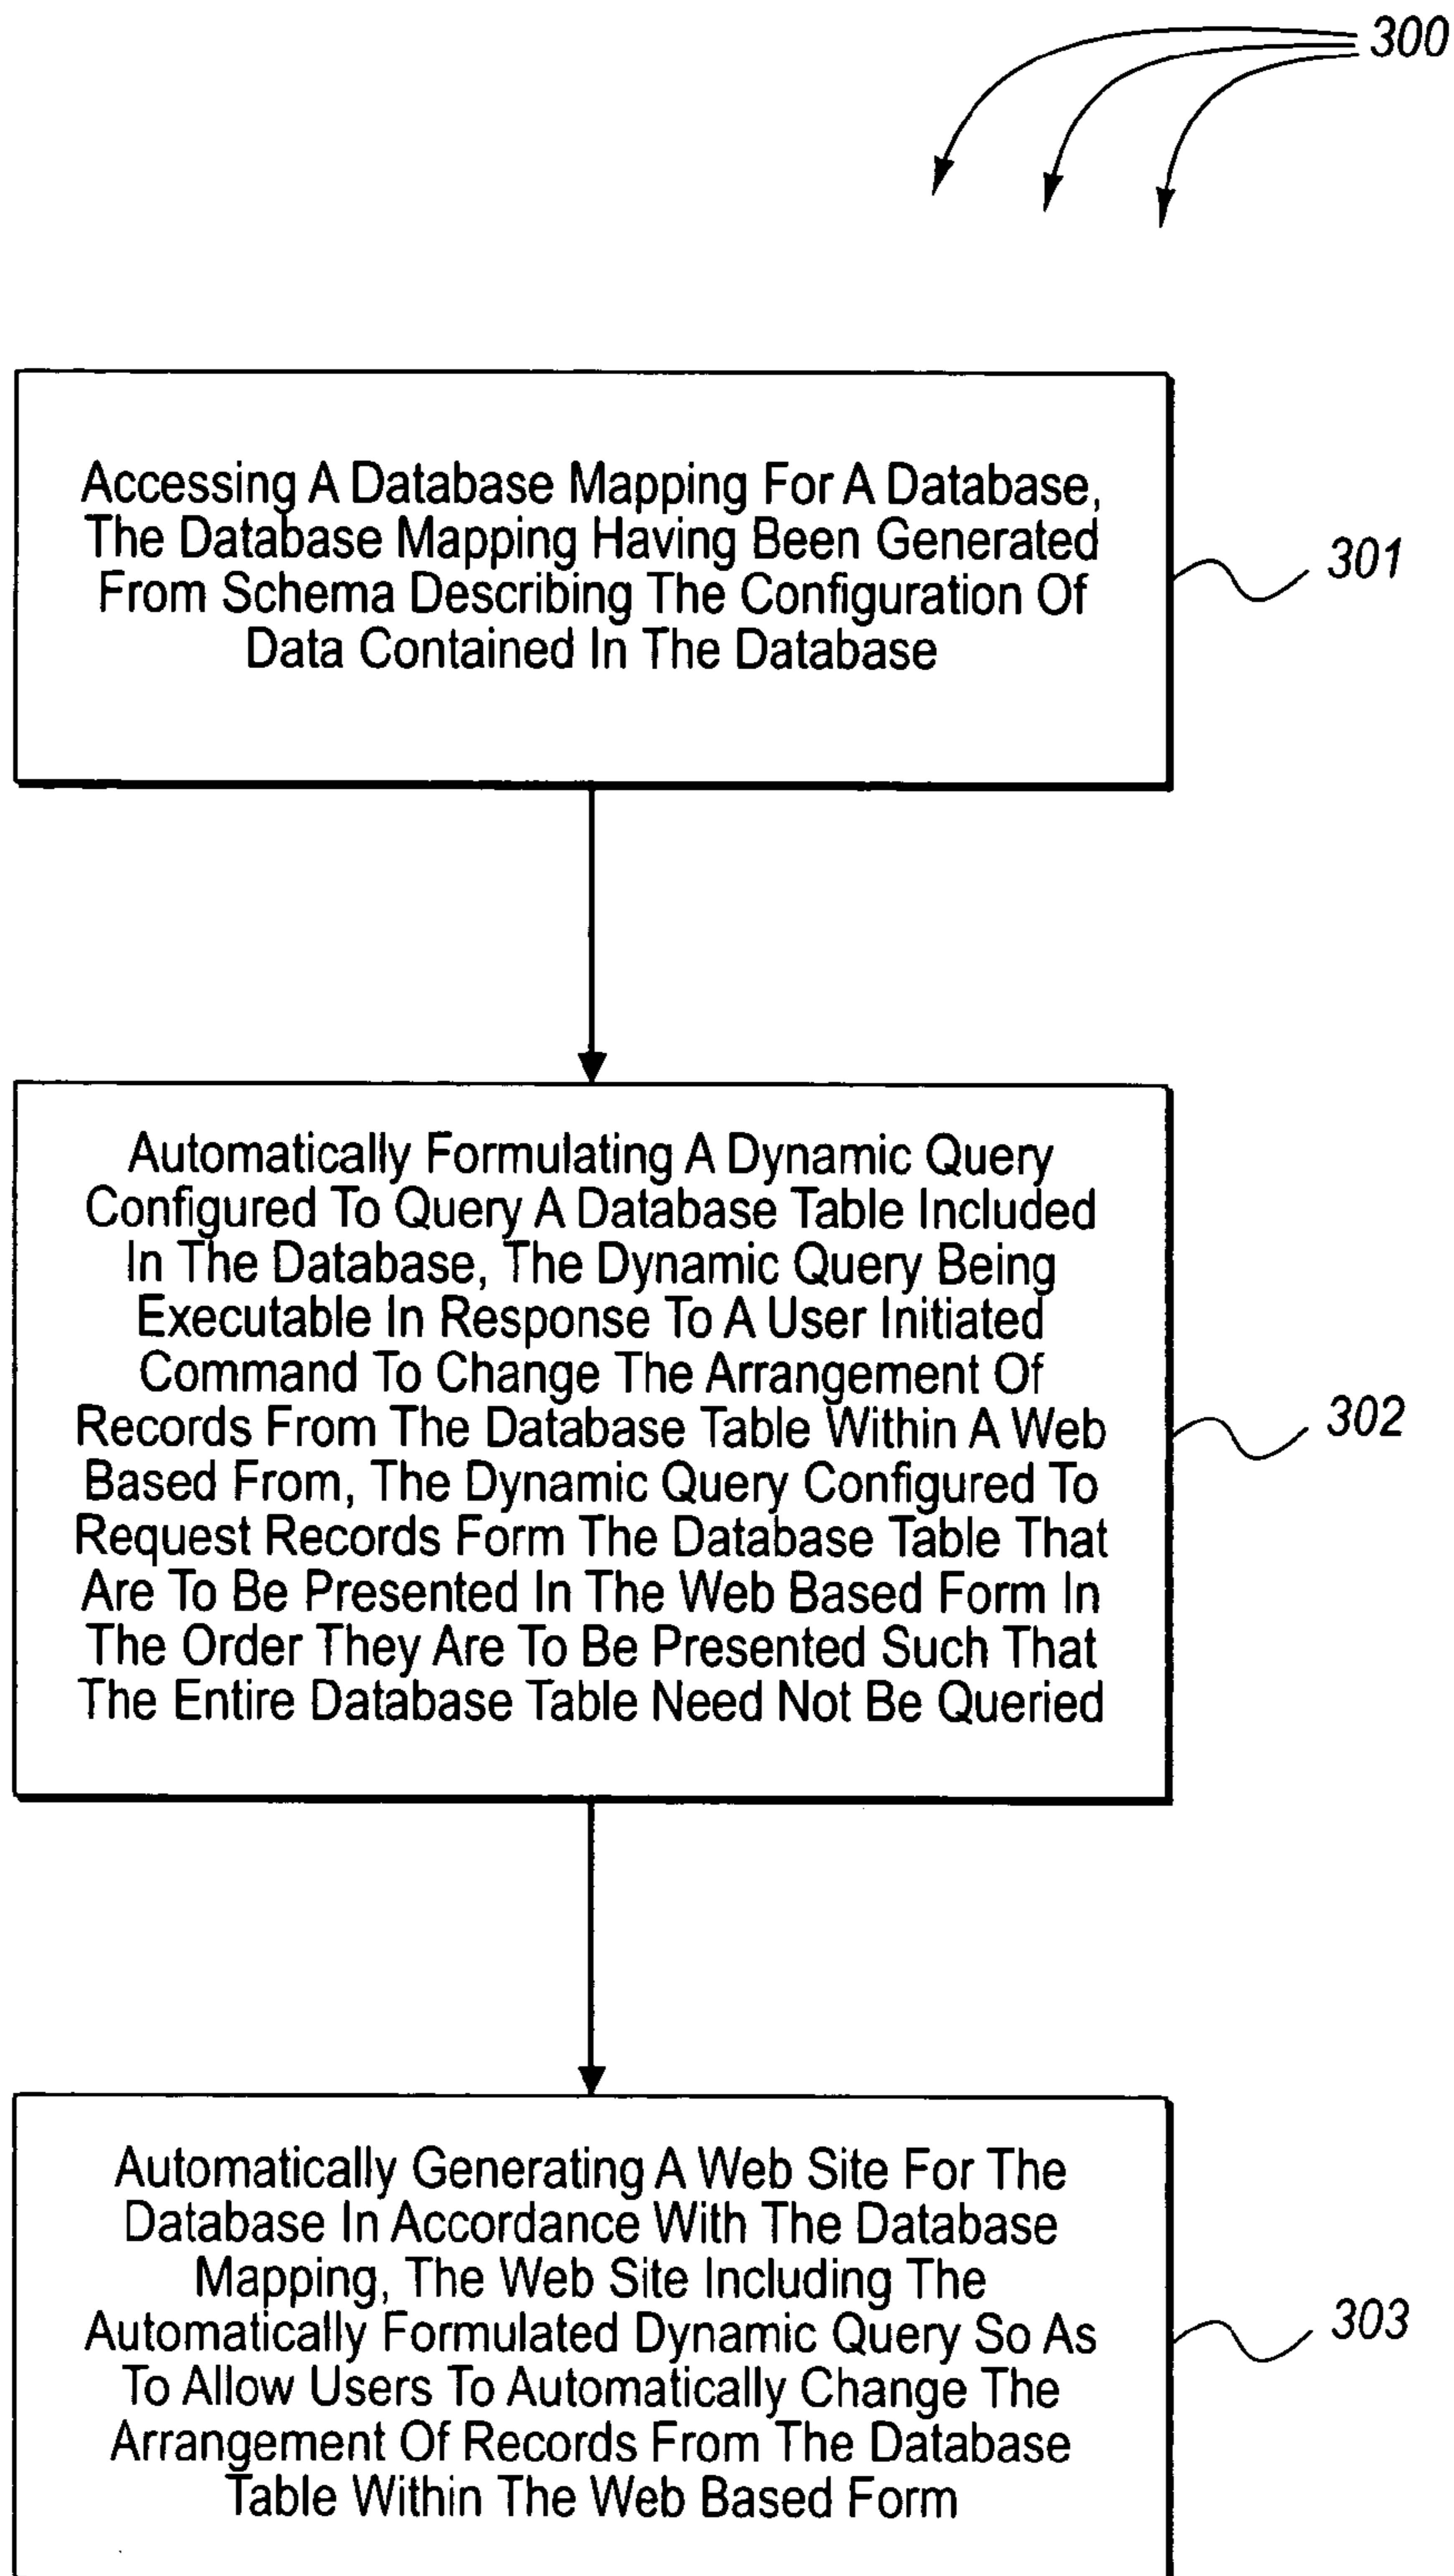 300
Accessing A Database Mapping For A Database,
The Database Mapping Having Been Generated
From Schema Describing The Configuration Of
Data Contained In The Database
301
Automatically Formulating A Dynamic Query
Configured To Query A Database Table Included
In The Database, The Dynamic Query Being
Executable In Response To A User Initiated
Command To Change The Arrangement Of
Records From The Database Table Within A Web
Based From, The Dynamic Query Configured To
Request Records Form The Database Table That
Are To Be Presented In The Web Based Form In
The Order They Are To Be Presented Such That
The Entire Database Table Need Not Be Queried
302
Automatically Generating A Web Site For The
Database In Accordance With The Database
Mapping, The Web Site Including The
Automatically Formulated Dynamic Query So As
To Allow Users To Automatically Change The
Arrangement Of Records From The Database
Table Within The Web Based Form
303